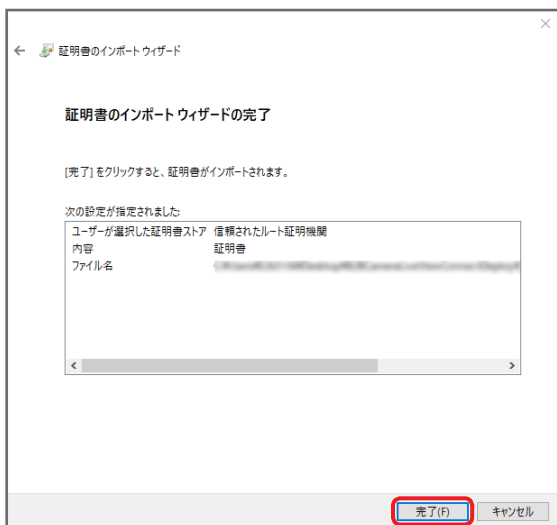 証明書のインポート ウィザード
証明書のインポート ウィザードの完了
[完了] をクリックすると、証明書がインポートされます。
次の設定が指定されました:
ユーザーが選択した証明書ストア 信頼されたルート証明機関
内容 証明書
ファイル名
完了(F) キャンセル